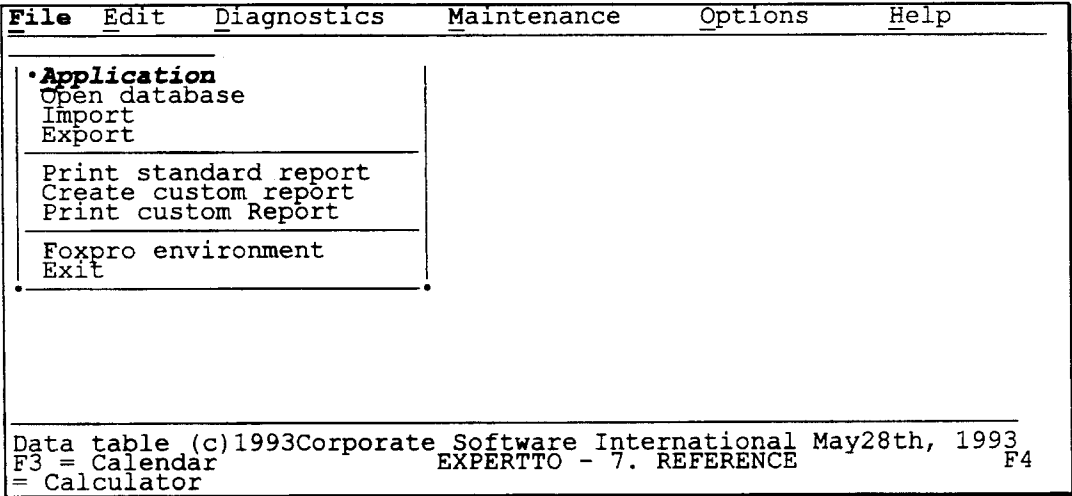 File Edit Diagnostics Maintenance Options Help
•Application
Open database
Import
Export
Print standard report
Create custom report
Print custom Report
Foxpro environment
Exit
Data table (c)1993Corporate Software International May28th, 1993
F3 = Calendar EXPERTTO - 7. REFERENCE F4
= Calculator